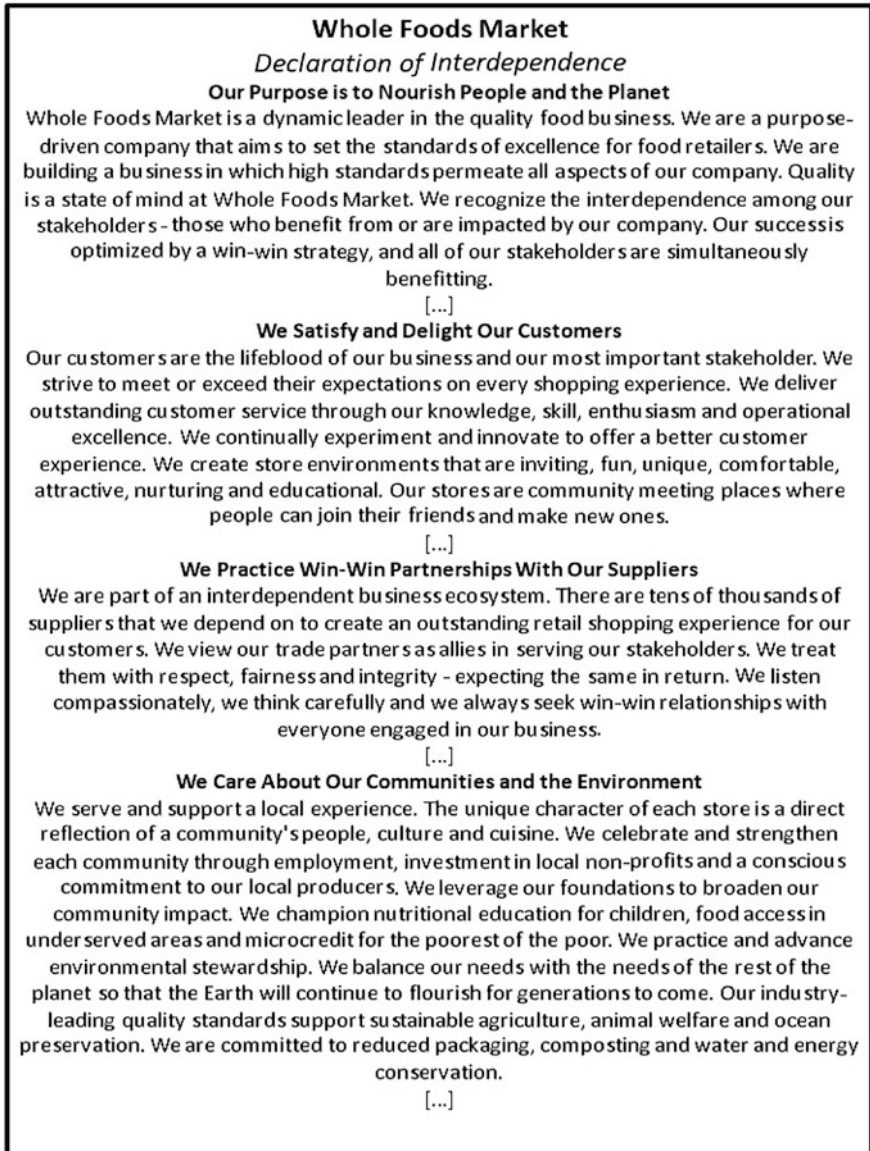 Whole Foods Market
Declaration of Interdependence
Our Purpose is to Nourish People and the Planet
Whole Foods Market is a dynamic leader in the quality food business. We are a purpose-
driven company that aims to set the standards of excellence for food retailers. We are
building a business in which high standards permeate all aspects of our company. Quality
is a state of mind at Whole Foods Market. We recognize the interdependence among our
stakeholders - those who benefit from or are impacted by our company. Our success is
optimized by a win-win strategy, and all of our stakeholders are simultaneously
benefitting.
[...]
We Satisfy and Delight Our Customers
Our customers are the lifeblood of our business and our most important stakeholder. We
strive to meet or exceed their expectations on every shopping experience. We deliver
outstanding customer service through our knowledge, skill, enthusiasm and operational
excellence. We continually experiment and innovate to offer a better customer
experience. We create store environments that are inviting, fun, unique, comfortable,
attractive, nurturing and educational. Our stores are community meeting places where
people can join their friends and make new ones.
[...]
We Practice Win-Win Partnerships With Our Suppliers
We are part of an interdependent business ecosystem. There are tens of thousands of
suppliers that we depend on to create an outstanding retail shopping experience for our
customers. We view our trade partners as allies in serving our stakeholders. We treat
them with respect, fairness and integrity - expecting the same in return. We listen
compassionately, we think carefully and we always seek win-win relationships with
everyone engaged in our business.
[...]
We Care About Our Communities and the Environment
We serve and support a local experience. The unique character of each store is a direct
reflection of a community's people, culture and cuisine. We celebrate and strengthen
each community through employment, investment in local non-profits and a conscious
commitment to our local producers. We leverage our foundations to broaden our
community impact. We champion nutritional education for children, food access in
underserved areas and microcredit for the poorest of the poor. We practice and advance
environmental stewardship. We balance our needs with the needs of the rest of the
planet so that the Earth will continue to flourish for generations to come. Our industry-
leading quality standards support sustainable agriculture, animal welfare and ocean
preservation. We are committed to reduced packaging, composting and water and energy
conservation.
[...]